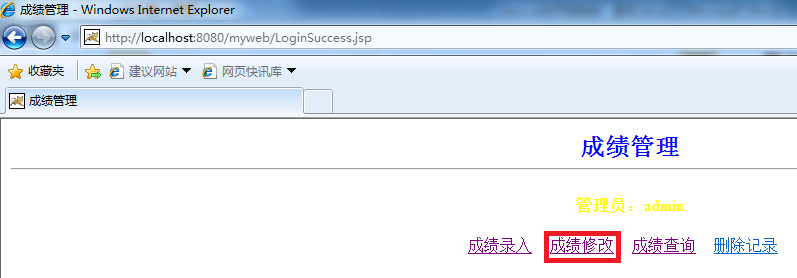 成绩管理 - Windows Internet Explorer
http://localhost:8080/myweb/LoginSuccess.jsp
收藏夹 建议网站 网页快讯库
成绩管理
成绩管理
管理员：admin
成绩录入 成绩修改 成绩查询 删除记录